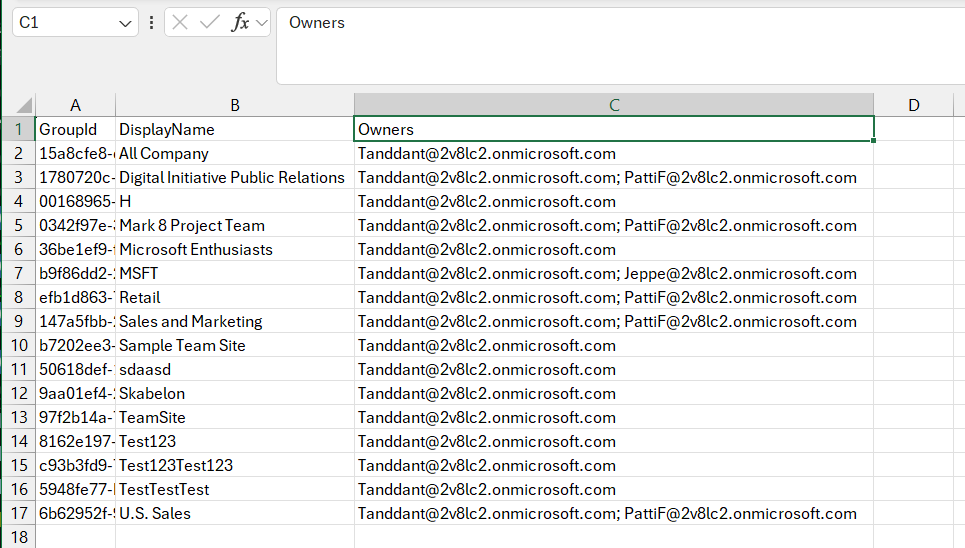 C1 fx Owners
A B C D
1 GroupId DisplayName Owners
2 15a8cfe8- All Company Tanddant@2v8lc2.onmicrosoft.com
3 1780720c- Digital Initiative Public Relations Tanddant@2v8lc2.onmicrosoft.com; PattiF@2v8lc2.onmicrosoft.com
4 00168965- H Tanddant@2v8lc2.onmicrosoft.com
5 0342f97e- Mark 8 Project Team Tanddant@2v8lc2.onmicrosoft.com; PattiF@2v8lc2.onmicrosoft.com
6 36be1ef9- Microsoft Enthusiasts Tanddant@2v8lc2.onmicrosoft.com
7 b9f86dd2- MSFT Tanddant@2v8lc2.onmicrosoft.com; Jeppe@2v8lc2.onmicrosoft.com
8 efb1d863- Retail Tanddant@2v8lc2.onmicrosoft.com; PattiF@2v8lc2.onmicrosoft.com
9 147a5fbb- Sales and Marketing Tanddant@2v8lc2.onmicrosoft.com; PattiF@2v8lc2.onmicrosoft.com
10 b7202ee3- Sample Team Site Tanddant@2v8lc2.onmicrosoft.com
11 50618def- sdaasd Tanddant@2v8lc2.onmicrosoft.com
12 9aa01ef4- Skabelon Tanddant@2v8lc2.onmicrosoft.com
13 97f2b14a- TeamSite Tanddant@2v8lc2.onmicrosoft.com
14 8162e197- Test123 Tanddant@2v8lc2.onmicrosoft.com
15 c93b3fd9- Test123Test123 Tanddant@2v8lc2.onmicrosoft.com
16 5948fe77- TestTestTest Tanddant@2v8lc2.onmicrosoft.com
17 6b62952f- U.S. Sales Tanddant@2v8lc2.onmicrosoft.com; PattiF@2v8lc2.onmicrosoft.com
18